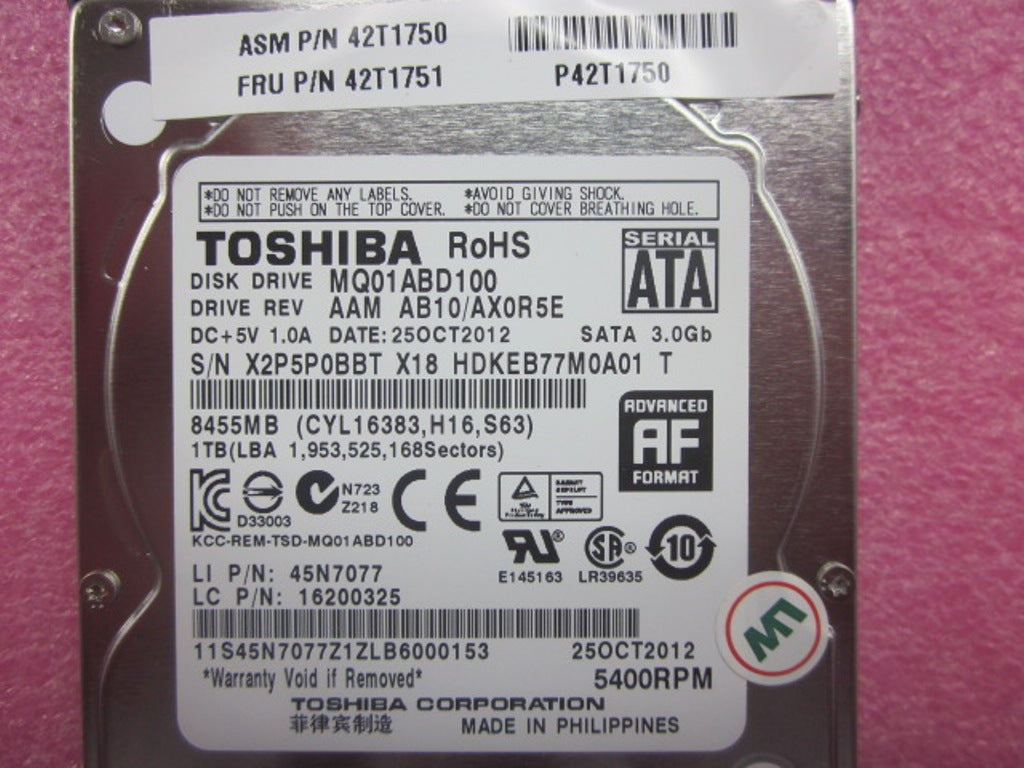 ASM P/N 42T1750
FRU P/N 42T1751 P42T1750
*DO NOT REMOVE ANY LABELS. *AVOID GIVING SHOCK.
*DO NOT PUSH ON THE TOP COVER. *DO NOT COVER BREATHING HOLE.
TOSHIBA RoHS
SERIAL
ATA
DISK DRIVE MQ01ABD100
DRIVE REV AAM AB10/AX0R5E
DC+5V 1.0A DATE:25OCT2012 SATA 3.0Gb
S/N X2P5P0BBT X18 HDKEB77M0A01 T
8455MB (CYL16383,H16,S63)
1TB(LBA 1,953,525,168Sectors)
ADVANCED
AF
FORMAT
N723
Z218
D33003
CE
KCC-REM-TSD-MQ01ABD100
SA®
10
E145163 LR39635
LI P/N: 45N7077
LC P/N: 16200325
11S45N7077Z1ZLB6000153 25OCT2012
*Warranty Void if Removed* 5400RPM
TOSHIBA CORPORATION
菲律宾制造 MADE IN PHILIPPINES